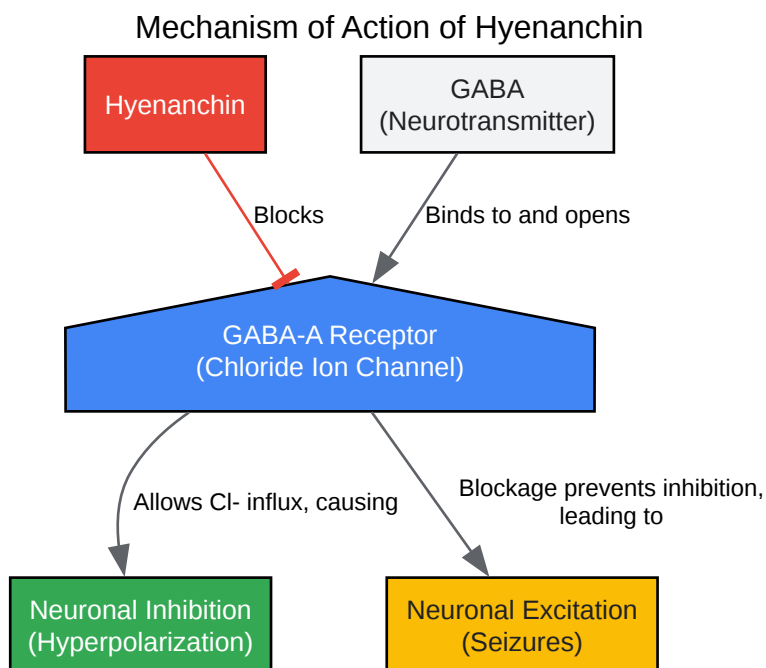 Mechanism of Action of Hyenanchin
Hyenanchin
GABA
(Neurotransmitter)
Blocks
Binds to and opens
GABA-A Receptor
(Chloride Ion Channel)
Allows Cl- influx, causing
Blockage prevents inhibition,
leading to
Neuronal Inhibition
(Hyperpolarization)
Neuronal Excitation
(Seizures)